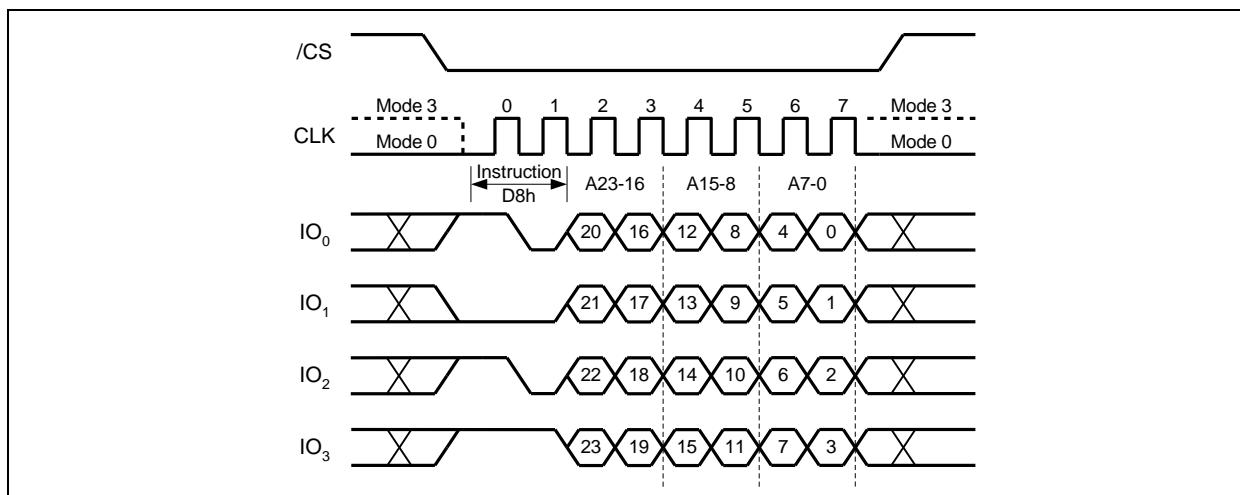 /CS
Mode 3 0 1 2 3 4 5 6 7 Mode 3
CLK Mode 0 Mode 0
Instruction
D8h A23-16 A15-8 A7-0
IO0 20 16 12 8 4 0
IO1 21 17 13 9 5 1
IO2 22 18 14 10 6 2
IO3 23 19 15 11 7 3